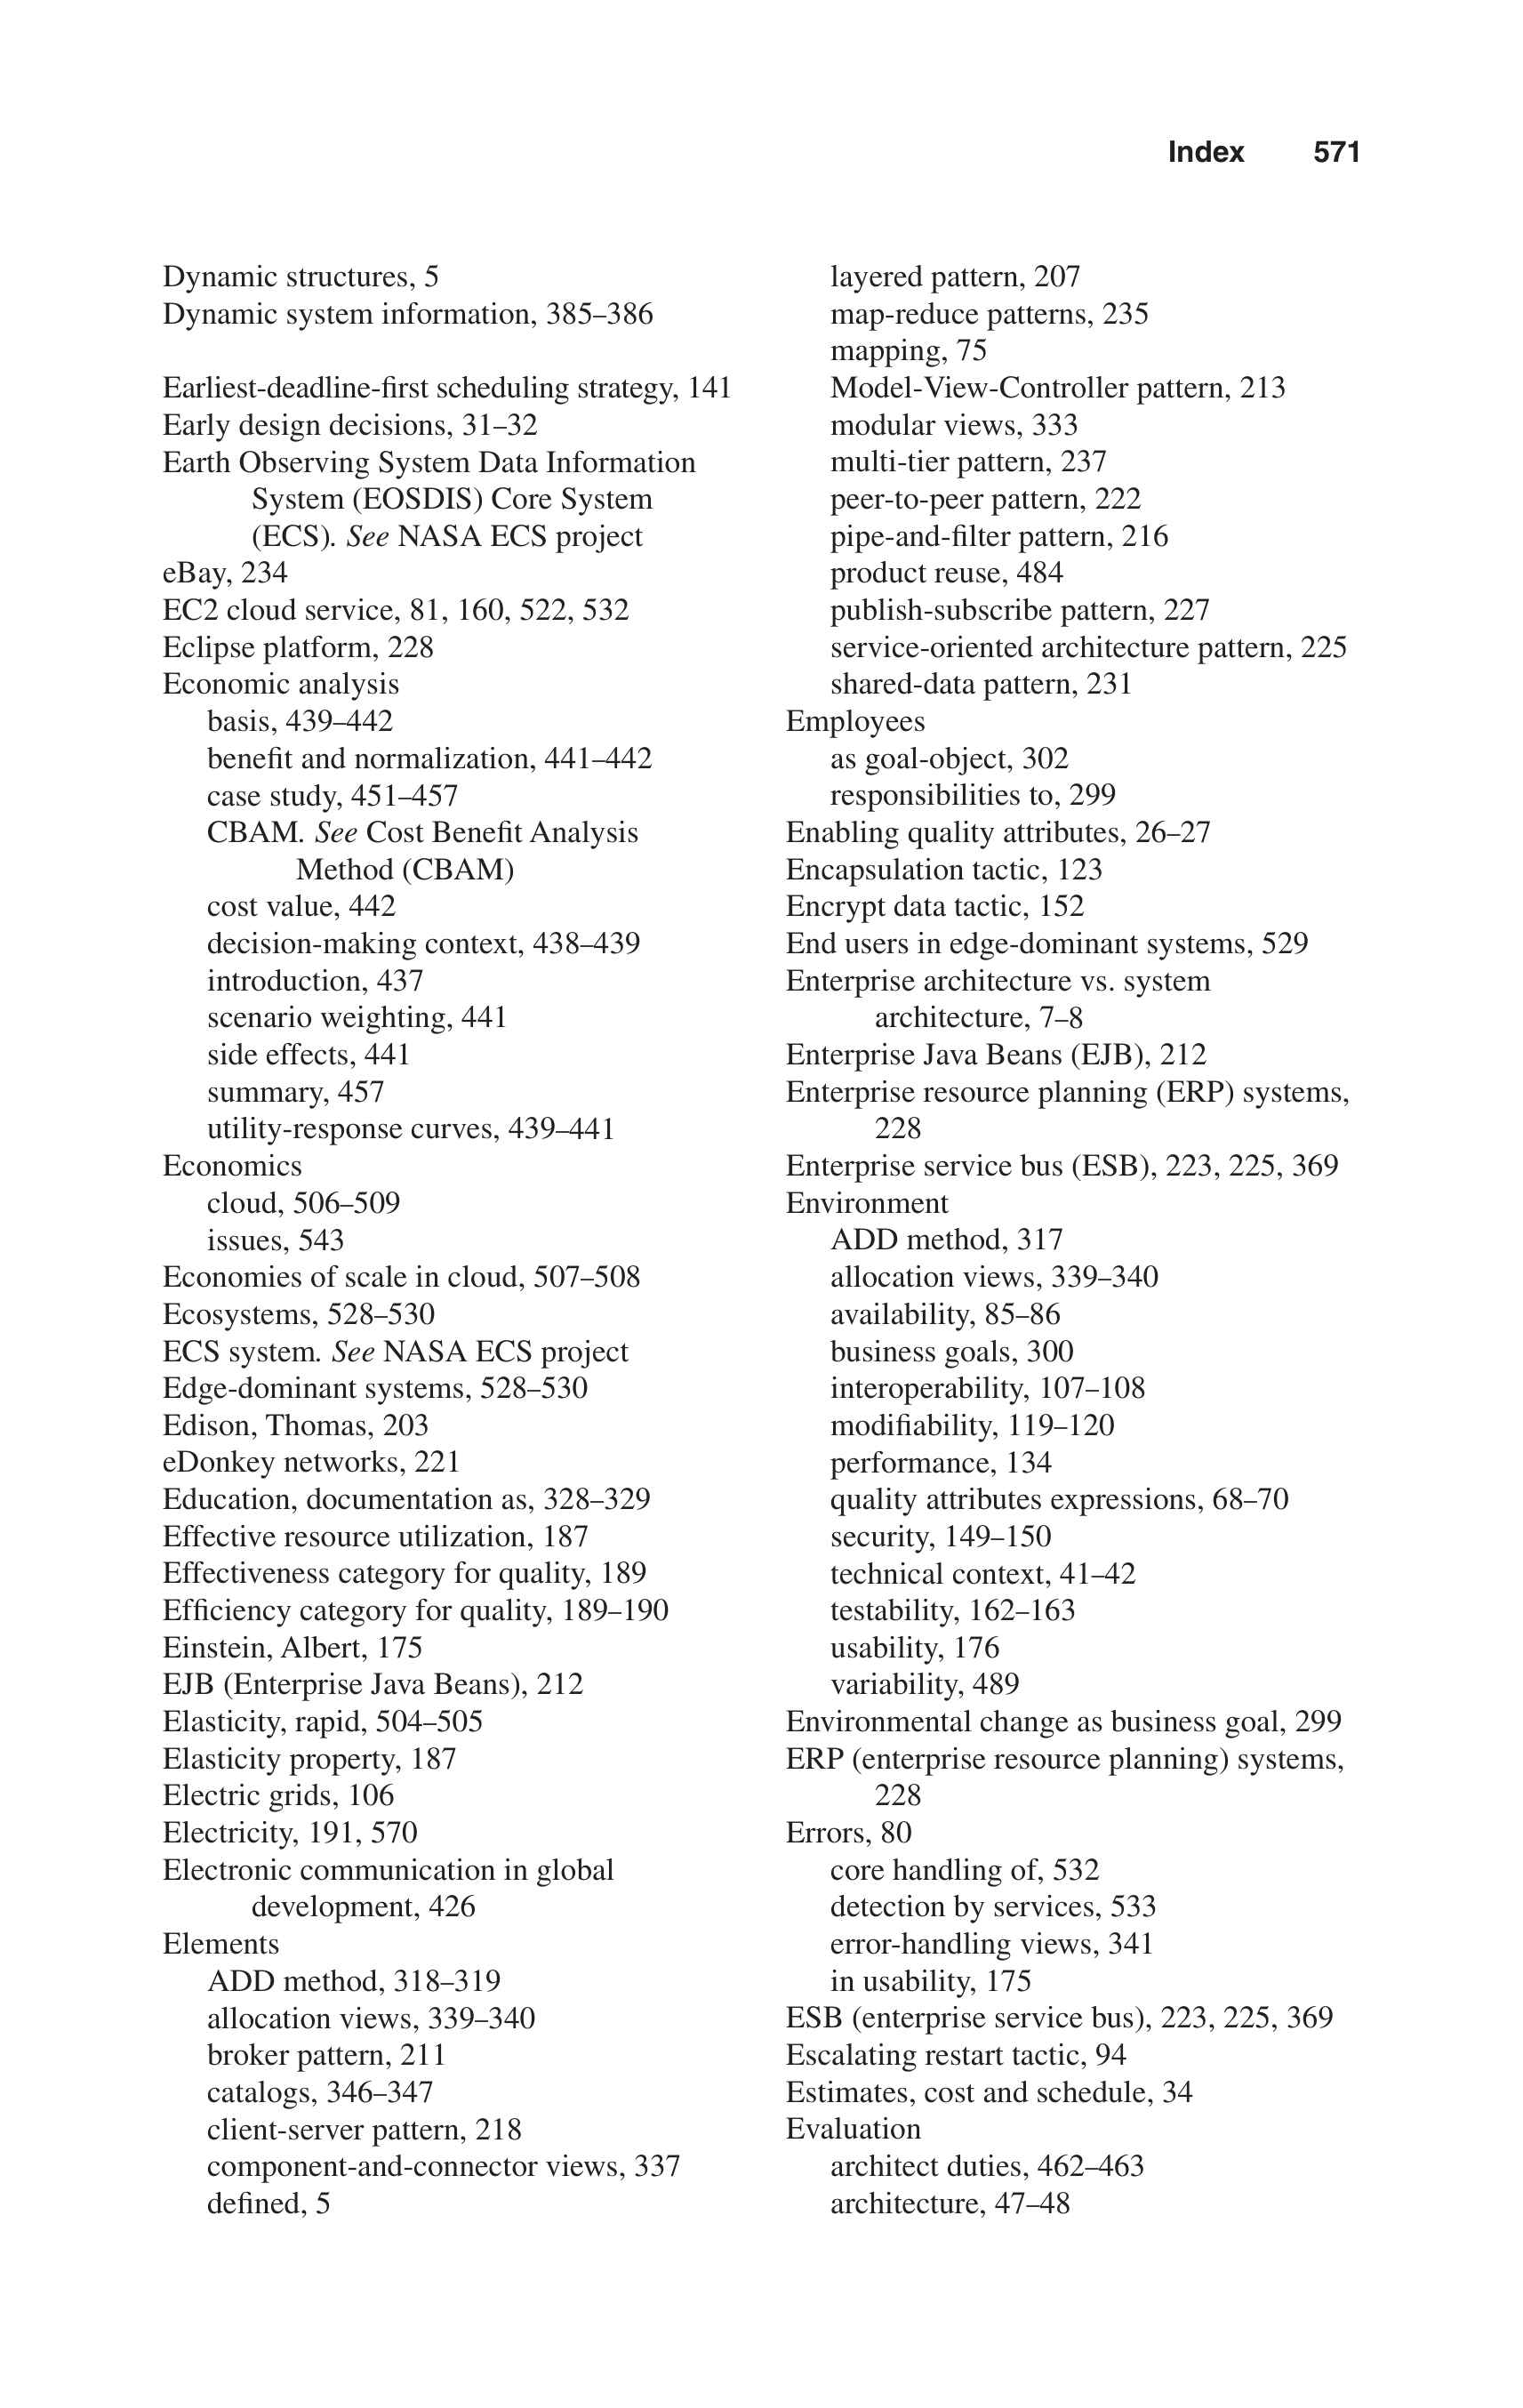 Index 571
Dynamic structures, 5
Dynamic system information, 385–386
Earliest-deadline-first scheduling strategy, 141
Early design decisions, 31–32
Earth Observing System Data Information
System (EOSDIS) Core System
(ECS). See NASA ECS project
eBay, 234
EC2 cloud service, 81, 160, 522, 532
Eclipse platform, 228
Economic analysis
basis, 439–442
benefit and normalization, 441–442
case study, 451–457
CBAM. See Cost Benefit Analysis
Method (CBAM)
cost value, 442
decision-making context, 438–439
introduction, 437
scenario weighting, 441
side effects, 441
summary, 457
utility-response curves, 439–441
Economics
cloud, 506–509
issues, 543
Economies of scale in cloud, 507–508
Ecosystems, 528–530
ECS system. See NASA ECS project
Edge-dominant systems, 528–530
Edison, Thomas, 203
eDonkey networks, 221
Education, documentation as, 328–329
Effective resource utilization, 187
Effectiveness category for quality, 189
Efficiency category for quality, 189–190
Einstein, Albert, 175
EJB (Enterprise Java Beans), 212
Elasticity, rapid, 504–505
Elasticity property, 187
Electric grids, 106
Electricity, 191, 570
Electronic communication in global
development, 426
Elements
ADD method, 318–319
allocation views, 339–340
broker pattern, 211
catalogs, 346–347
client-server pattern, 218
component-and-connector views, 337
defined, 5
layered pattern, 207
map-reduce patterns, 235
mapping, 75
Model-View-Controller pattern, 213
modular views, 333
multi-tier pattern, 237
peer-to-peer pattern, 222
pipe-and-filter pattern, 216
product reuse, 484
publish-subscribe pattern, 227
service-oriented architecture pattern, 225
shared-data pattern, 231
Employees
as goal-object, 302
responsibilities to, 299
Enabling quality attributes, 26–27
Encapsulation tactic, 123
Encrypt data tactic, 152
End users in edge-dominant systems, 529
Enterprise architecture vs. system
architecture, 7–8
Enterprise Java Beans (EJB), 212
Enterprise resource planning (ERP) systems,
228
Enterprise service bus (ESB), 223, 225, 369
Environment
ADD method, 317
allocation views, 339–340
availability, 85–86
business goals, 300
interoperability, 107–108
modifiability, 119–120
performance, 134
quality attributes expressions, 68–70
security, 149–150
technical context, 41–42
testability, 162–163
usability, 176
variability, 489
Environmental change as business goal, 299
ERP (enterprise resource planning) systems,
228
Errors, 80
core handling of, 532
detection by services, 533
error-handling views, 341
in usability, 175
ESB (enterprise service bus), 223, 225, 369
Escalating restart tactic, 94
Estimates, cost and schedule, 34
Evaluation
architect duties, 462–463
architecture, 47–48